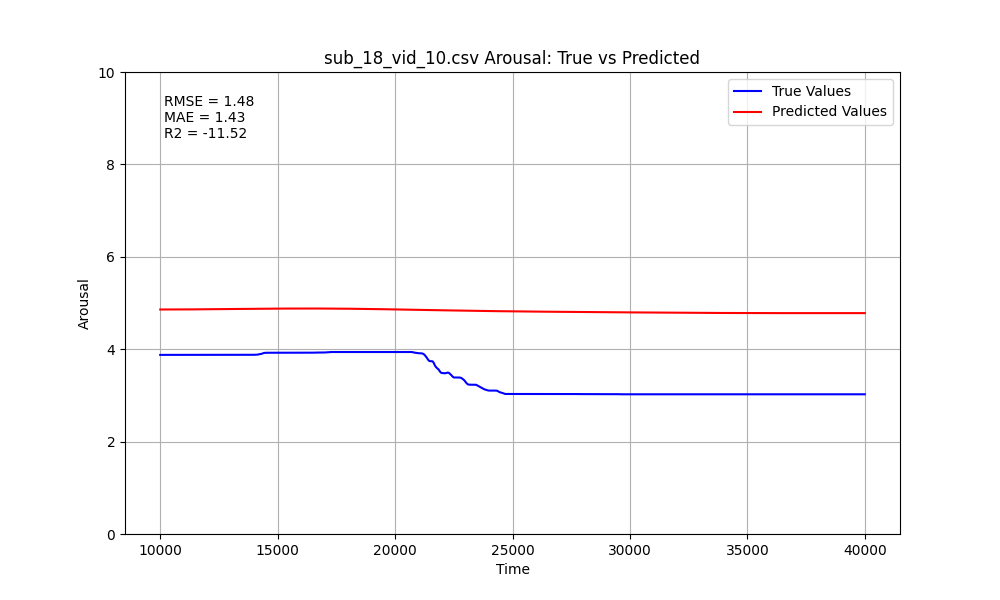 sub_18_vid_10.csv Arousal: True vs Predicted
RMSE = 1.48
MAE = 1.43
R2 = -11.52
True Values
Predicted Values
10
8
6
4
2
0
Arousal
10000 15000 20000 25000 30000 35000 40000
Time